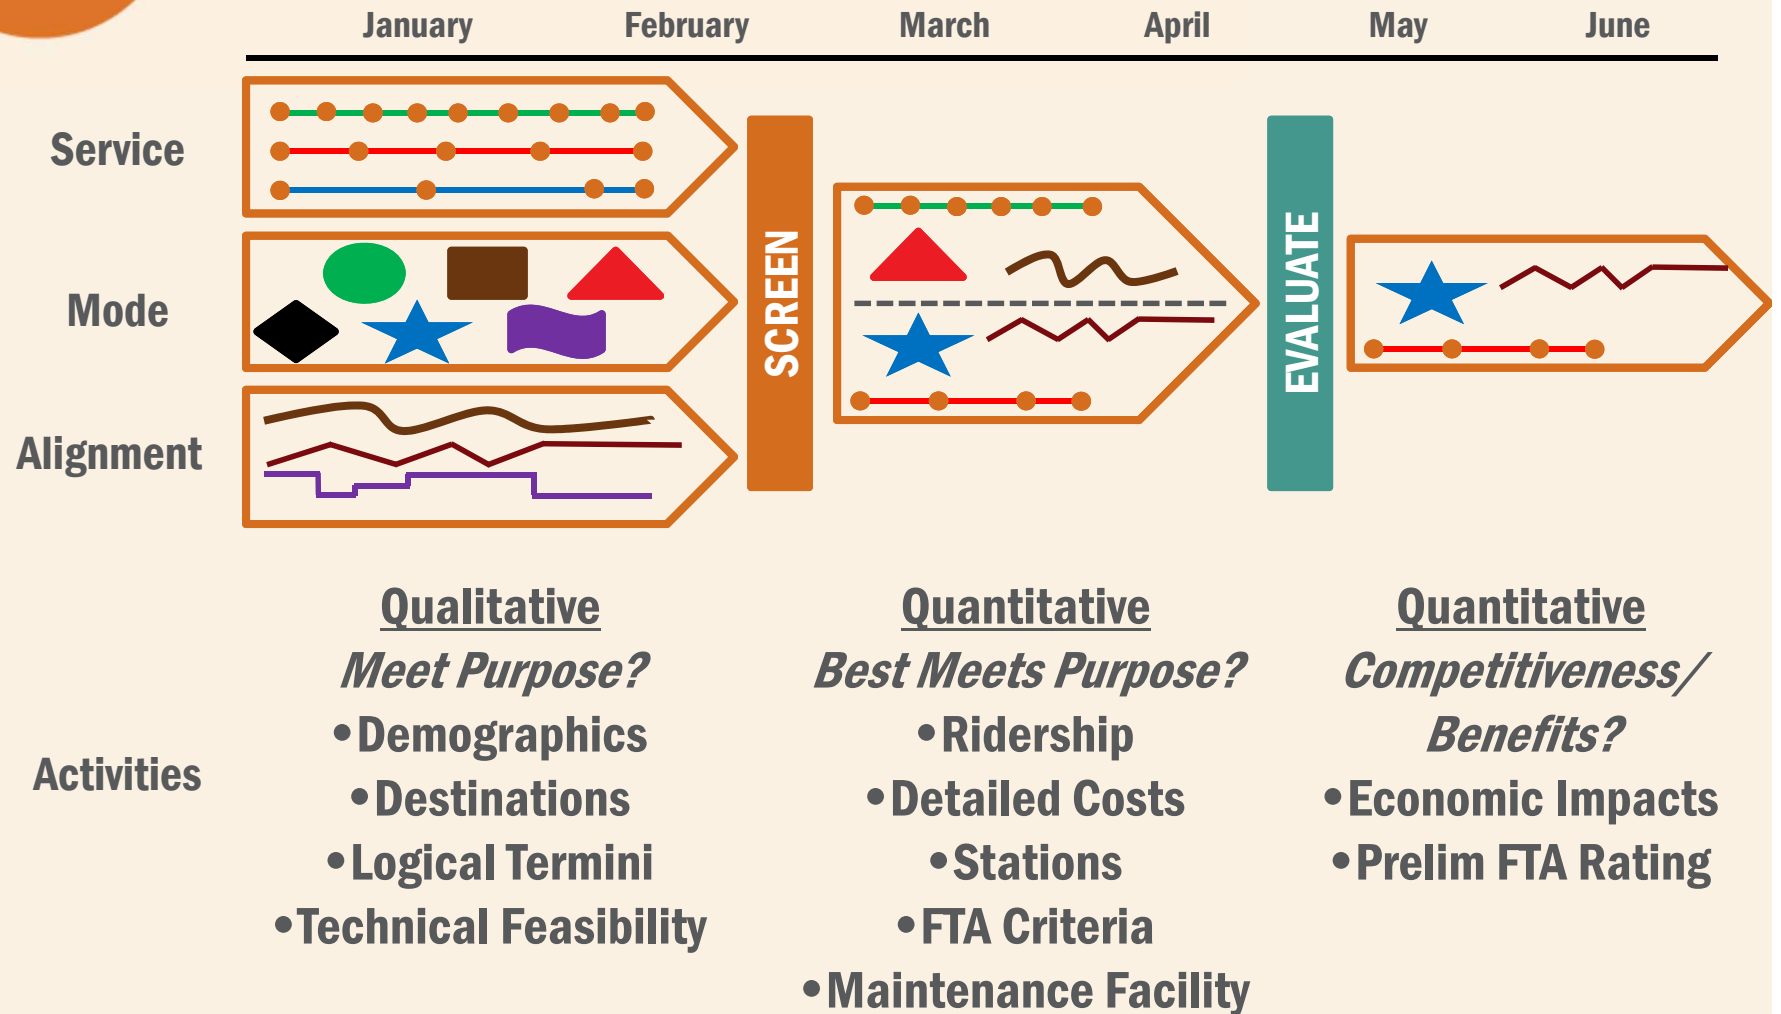 January February March April May June
Service
Mode
Alignment
SCREEN
EVALUATE
Activities
Qualitative
Meet Purpose?
•Demographics
•Destinations
•Logical Termini
•Technical Feasibility
Quantitative
Best Meets Purpose?
•Ridership
•Detailed Costs
•Stations
•FTA Criteria
•Maintenance Facility
Quantitative
Competitiveness/
Benefits?
•Economic Impacts
•Prelim FTA Rating